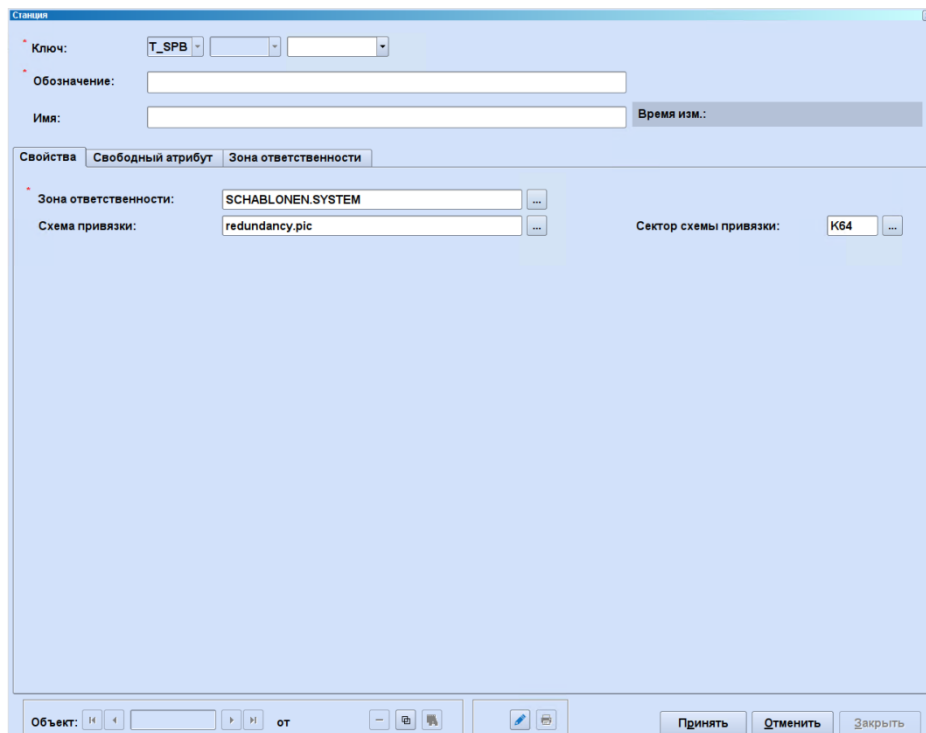 Станция
* Ключ: T_SPB
* Обозначение:
Имя: Время изм.:
Свойства Свободный атрибут Зона ответственности
* Зона ответственности: SCHABLONEN.SYSTEM ...
Схема привязки: redundancy.pic ... Сектор схемы привязки: K64 ...
Объект: от Принять Отменить Закрыть